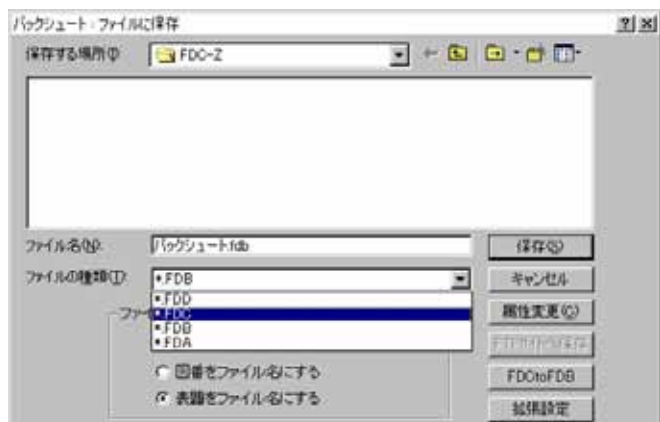 バックシュート - ファイルに保存
保存する場所(I)
FDC-Z
ファイル名(N):
バックシュート.fdb
保存(S)
ファイルの種類(T):
*.FDB
キャンセル
*.FDD
*.FDC
*.FDB
*.FDA
ファ
属性変更(C)
図番をファイル名にする
FDCtoFDB
表題をファイル名にする
拡張設定